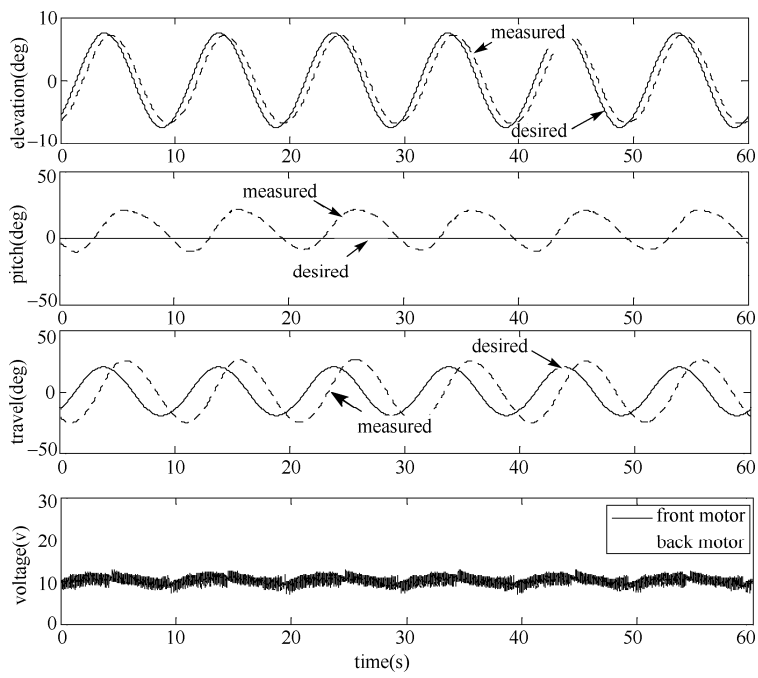 10
0
−10
elevation(deg)
measured
desired
0 10 20 30 40 50 60
50
0
−50
pitch(deg)
measured
desired
0 10 20 30 40 50 60
50
0
−50
travel(deg)
desired
measured
0 10 20 30 40 50 60
30
20
10
0
voltage(v)
front motor
back motor
0 10 20 30 40 50 60
time(s)